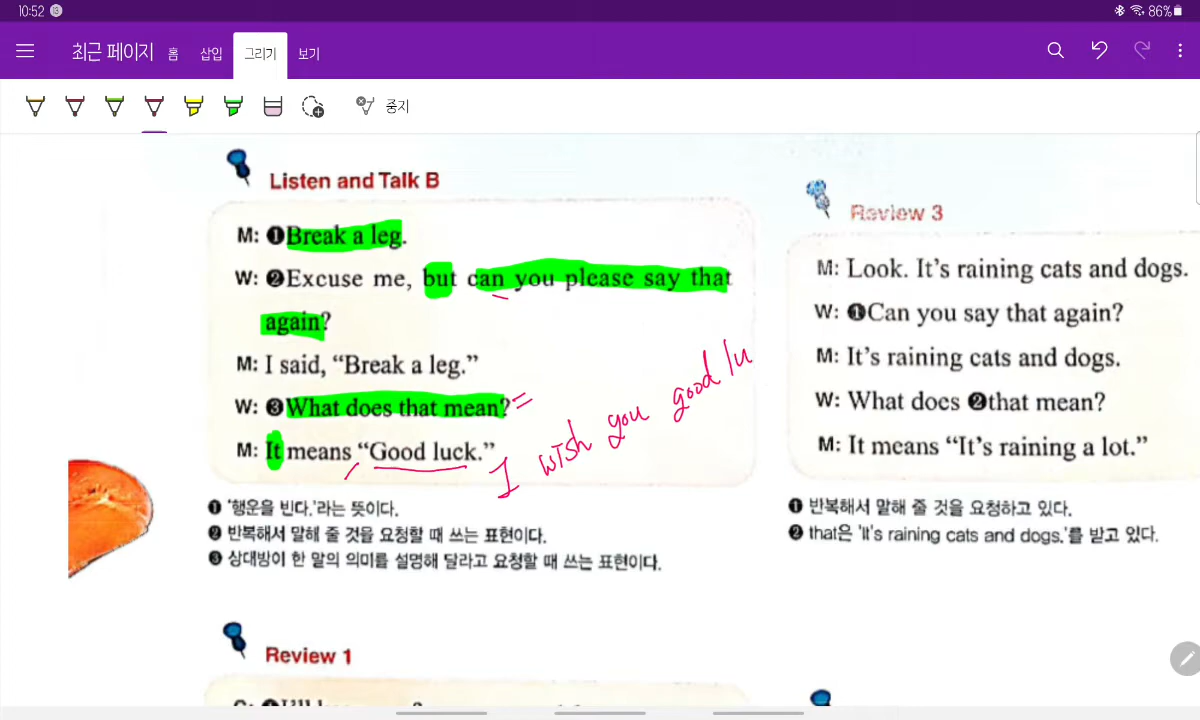 10:52 13 86%
최근 페이지 홈 삽입 그리기 보기
중지
Listen and Talk B
M: ❶Break a leg.
W: ❷Excuse me, but can you please say that
again?
M: I said, “Break a leg.”
W: ❸What does that mean? =
M: It means “Good luck.”
I wish you good lu
❶ '행운을 빈다.'라는 뜻이다.
❷ 반복해서 말해 줄 것을 요청할 때 쓰는 표현이다.
❸ 상대방이 한 말의 의미를 설명해 달라고 요청할 때 쓰는 표현이다.
Review 3
M: Look. It’s raining cats and dogs.
W: ❶Can you say that again?
M: It’s raining cats and dogs.
W: What does ❷that mean?
M: It means “It’s raining a lot.”
❶ 반복해서 말해 줄 것을 요청하고 있다.
❷ that은 'It's raining cats and dogs.'를 받고 있다.
Review 1